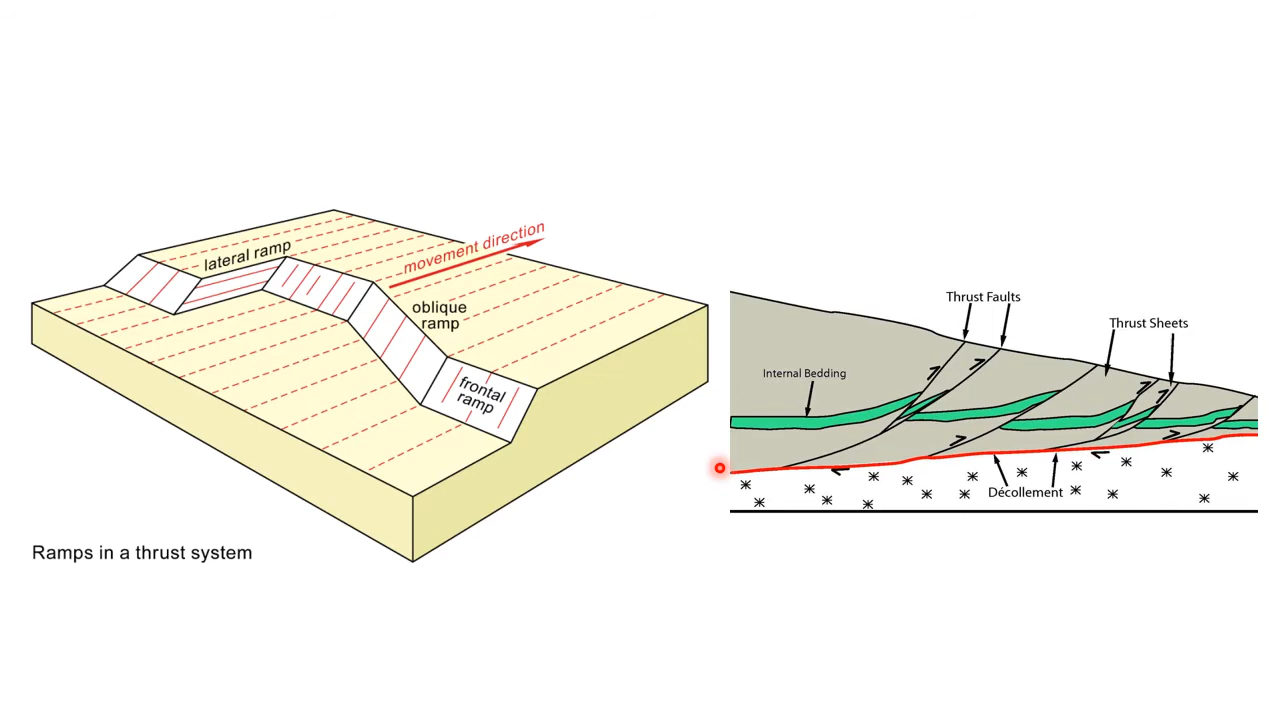 lateral ramp
movement direction
oblique
ramp
frontal
ramp
Ramps in a thrust system
Thrust Faults
Thrust Sheets
Internal Bedding
Décollement